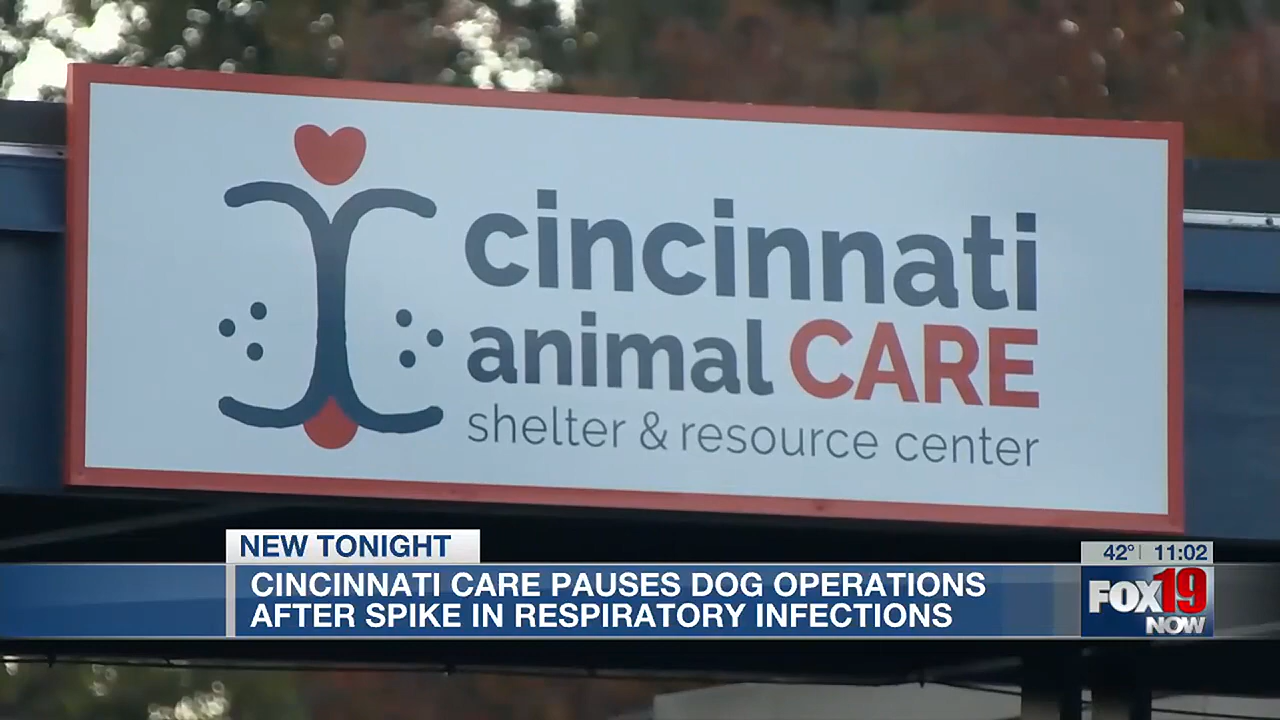 cincinnati
animal CARE
shelter & resource center
NEW TONIGHT
CINCINNATI CARE PAUSES DOG OPERATIONS
AFTER SPIKE IN RESPIRATORY INFECTIONS
42° 11:02
FOX19
NOW